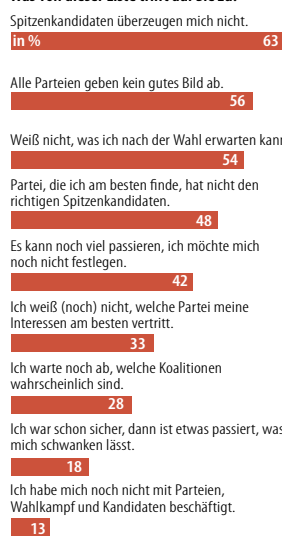 Spitzenkandidaten überzeugen mich nicht.
in % 63
Alle Parteien geben kein gutes Bild ab.
56
Weiß nicht, was ich nach der Wahl erwarten kann
54
Partei, die ich am besten finde, hat nicht den
richtigen Spitzenkandidaten.
48
Es kann noch viel passieren, ich möchte mich
noch nicht festlegen.
42
Ich weiß (noch) nicht, welche Partei meine
Interessen am besten vertritt.
33
Ich warte noch ab, welche Koalitionen
wahrscheinlich sind.
28
Ich war schon sicher, dann ist etwas passiert, was
mich schwanken lässt.
18
Ich habe mich noch nicht mit Parteien,
Wahlkampf und Kandidaten beschäftigt.
13